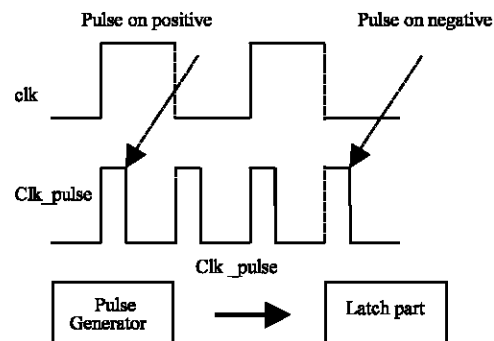 Pulse on positive
Pulse on negative
clk
Clk_pulse
Clk _pulse
Pulse
Generator
Latch part